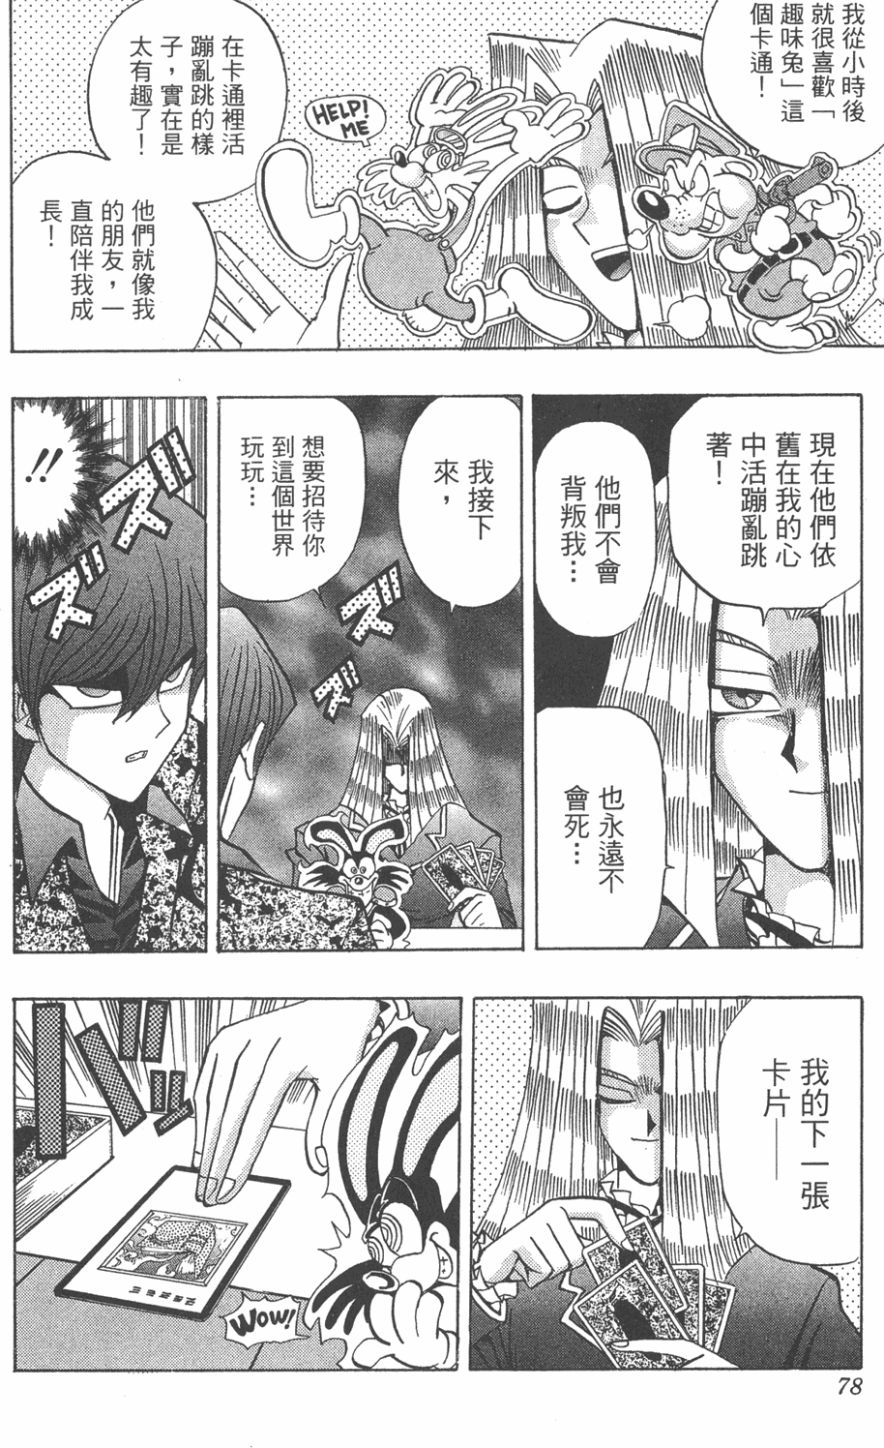 我從小時後
就很喜歡「
趣味兔」這
個卡通！
HELP!
ME
在卡通裡活
蹦亂跳的樣
子，實在是
太有趣了！
他們就像我
的朋友，一
直陪伴我成
長！
現在他們依
舊在我的心
中活蹦亂跳
著！
他們不會
背叛我…
也永遠不
會死…
我接下
來，
想要招待你
到這個世界
玩玩…
ズズ
ズズ
!!
我的下一張
卡片——
WOW!
78